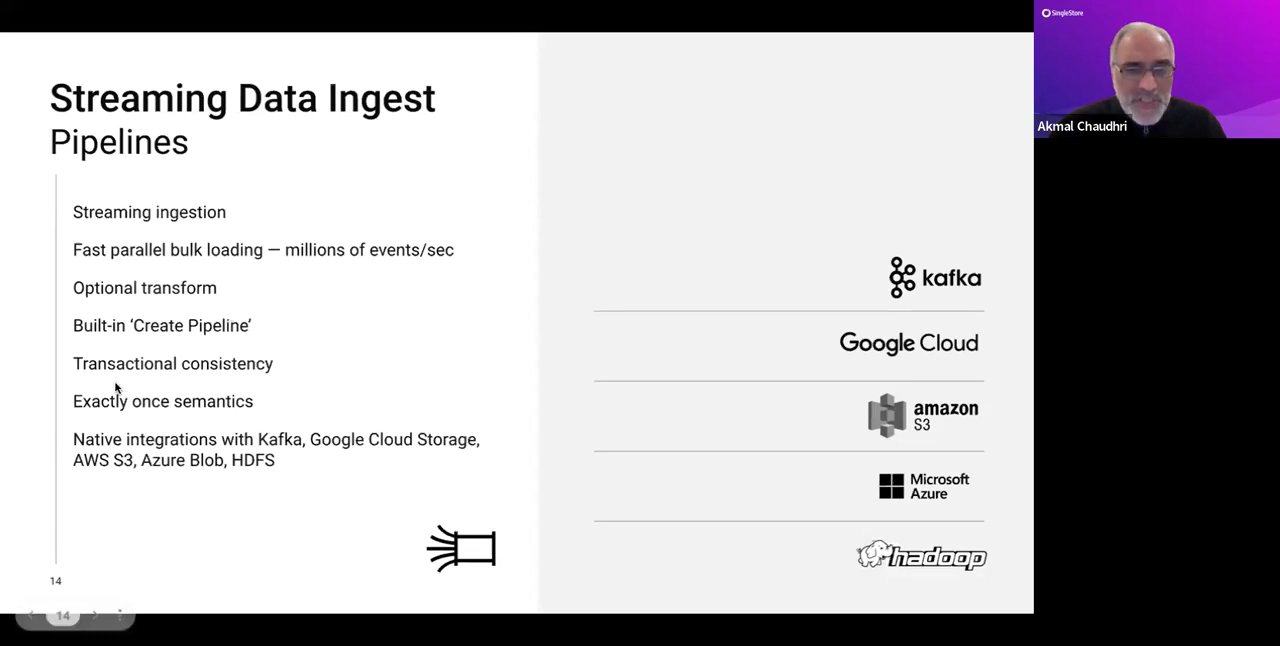 Streaming Data Ingest
Pipelines
Streaming ingestion
Fast parallel bulk loading — millions of events/sec
Optional transform
Built-in ‘Create Pipeline’
Transactional consistency
Exactly once semantics
Native integrations with Kafka, Google Cloud Storage,
AWS S3, Azure Blob, HDFS
14
14
kafka
Google Cloud
amazon
S3
Microsoft
Azure
hadoop
SingleStore
Akmal Chaudhri